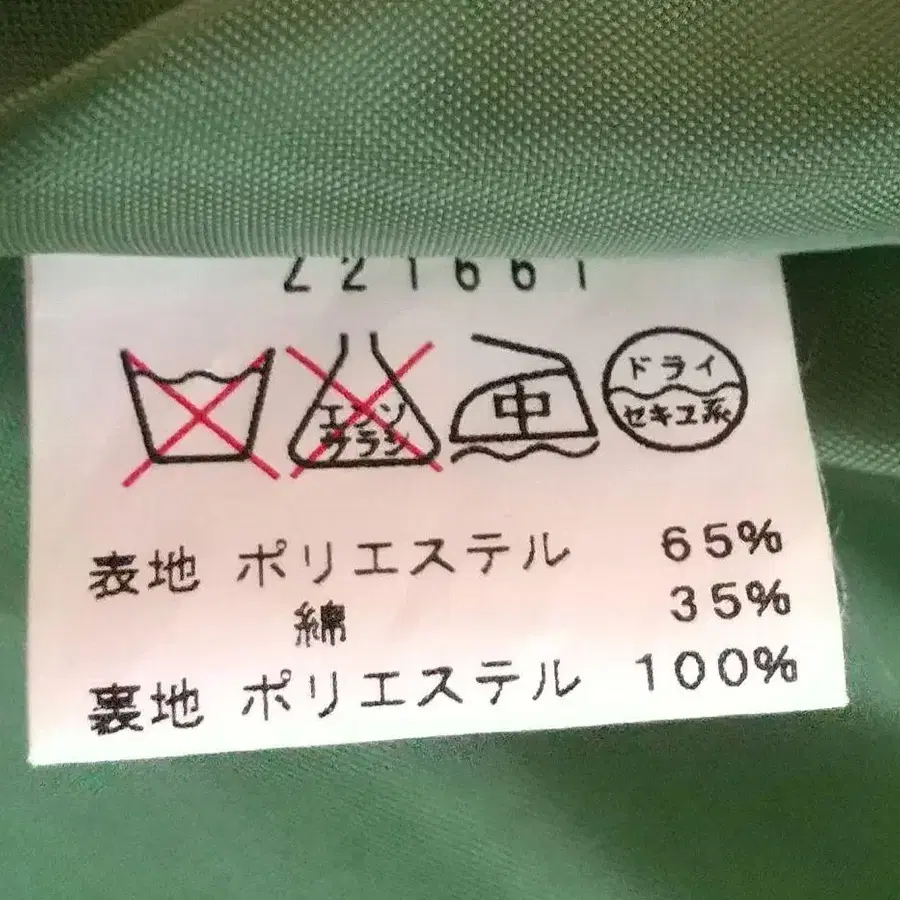 エンソ
サラシ
中
ドライ
セキユ系
表地 ポリエステル 65%
綿 35%
裏地 ポリエステル 100%